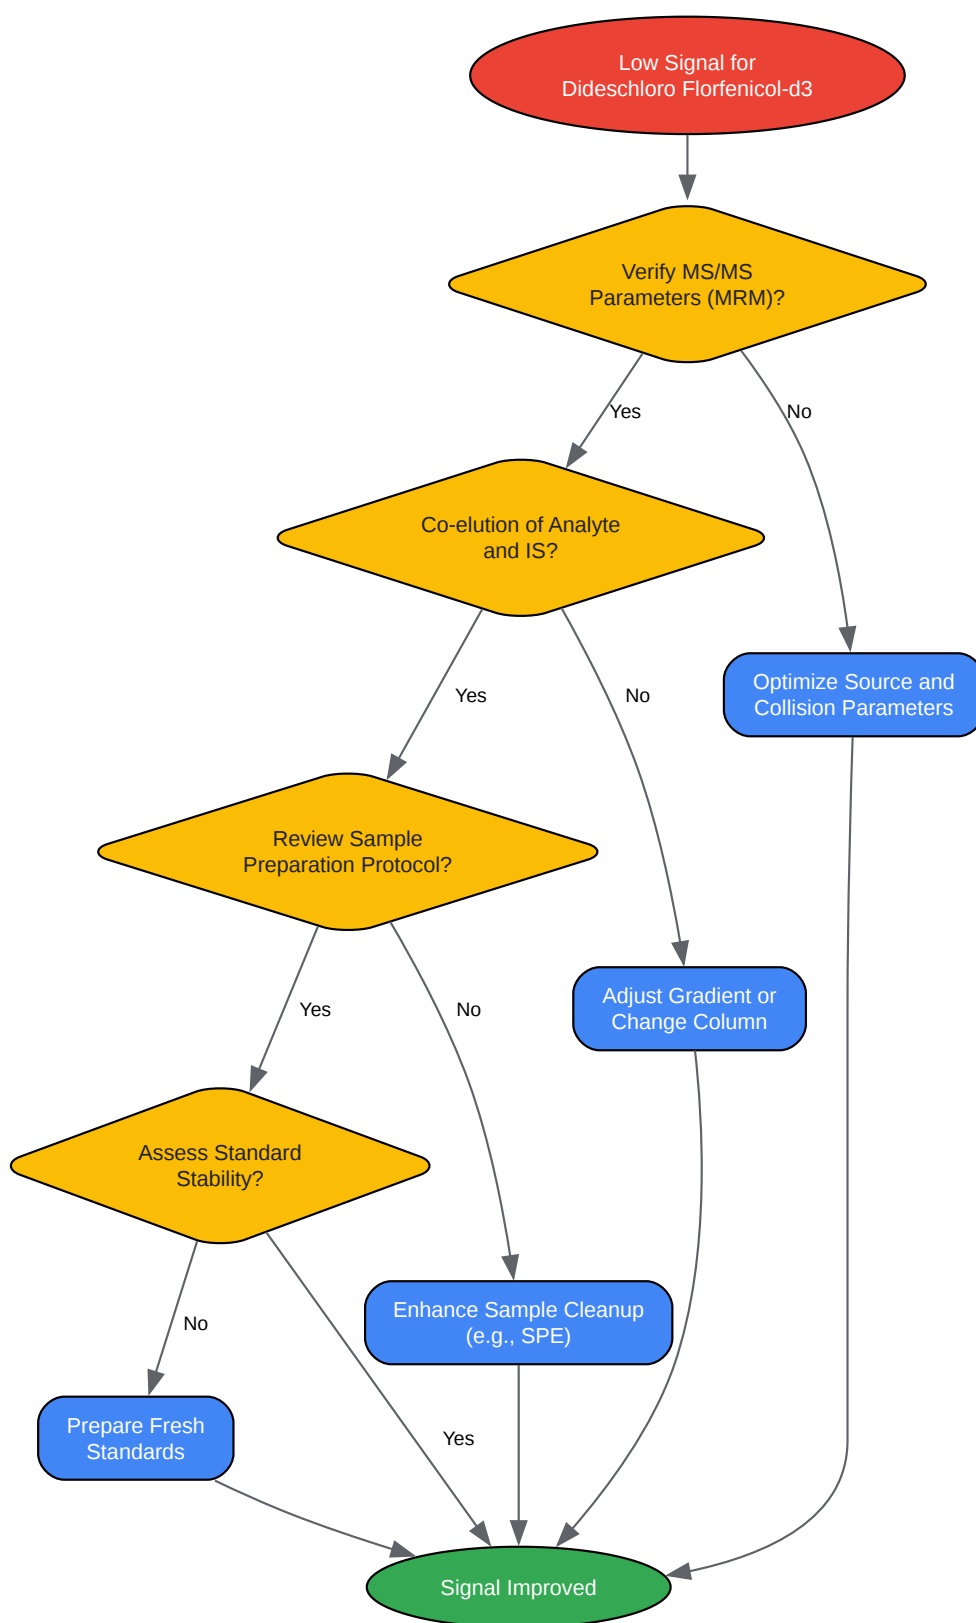 Low Signal for
Dideschloro Florfenicol-d3
Verify MS/MS
Parameters (MRM)?
Yes
No
Co-elution of Analyte
and IS?
Optimize Source and
Collision Parameters
Yes
No
Review Sample
Preparation Protocol?
Adjust Gradient or
Change Column
Yes
No
Assess Standard
Stability?
Enhance Sample Cleanup
(e.g., SPE)
No
Prepare Fresh
Standards
Yes
Signal Improved